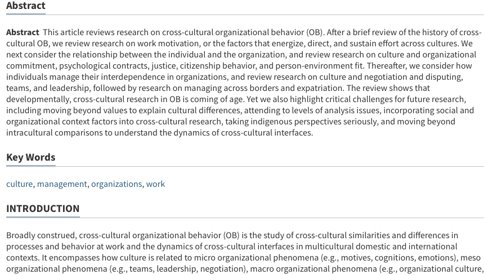 Abstract
Abstract This article reviews research on cross-cultural organizational behavior (OB). After a brief review of the history of cross-
cultural OB, we review research on work motivation, or the factors that energize, direct, and sustain effort across cultures. We
next consider the relationship between the individual and the organization, and review research on culture and organizational
commitment, psychological contracts, justice, citizenship behavior, and person-environment fit. Thereafter, we consider how
individuals manage their interdependence in organizations, and review research on culture and negotiation and disputing,
teams, and leadership, followed by research on managing across borders and expatriation. The review shows that
developmentally, cross-cultural research in OB is coming of age. Yet we also highlight critical challenges for future research,
including moving beyond values to explain cultural differences, attending to levels of analysis issues, incorporating social and
organizational context factors into cross-cultural research, taking indigenous perspectives seriously, and moving beyond
intracultural comparisons to understand the dynamics of cross-cultural interfaces.
Key Words
culture, management, organizations, work
INTRODUCTION
Broadly construed, cross-cultural organizational behavior (OB) is the study of cross-cultural similarities and differences in
processes and behavior at work and the dynamics of cross-cultural interfaces in multicultural domestic and international
contexts. It encompasses how culture is related to micro organizational phenomena (e.g., motives, cognitions, emotions), meso
organizational phenomena (e.g., teams, leadership, negotiation), macro organizational phenomena (e.g., organizational culture,